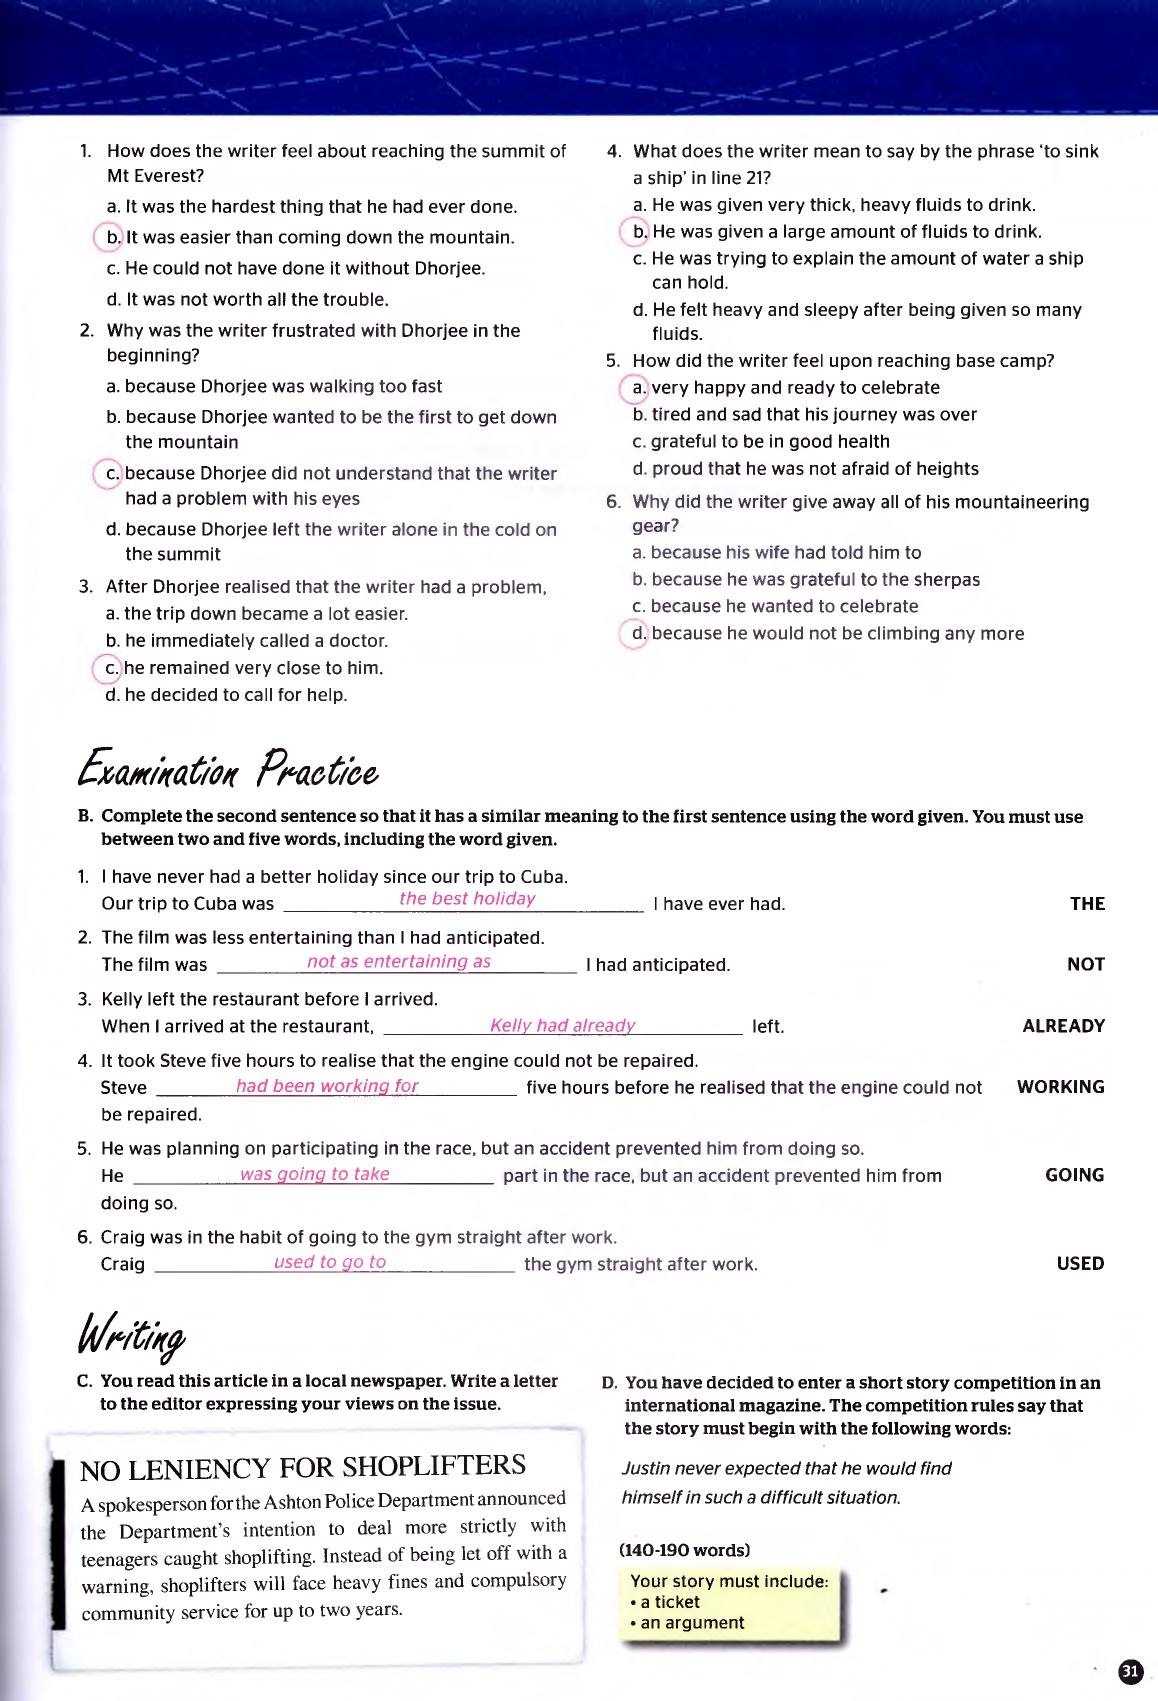 1. How does the writer feel about reaching the summit of
Mt Everest?
a. It was the hardest thing that he had ever done.
b. It was easier than coming down the mountain.
c. He could not have done it without Dhorjee.
d. It was not worth all the trouble.
2. Why was the writer frustrated with Dhorjee in the
beginning?
a. because Dhorjee was walking too fast
b. because Dhorjee wanted to be the first to get down
the mountain
c. because Dhorjee did not understand that the writer
had a problem with his eyes
d. because Dhorjee left the writer alone in the cold on
the summit
3. After Dhorjee realised that the writer had a problem,
a. the trip down became a lot easier.
b. he immediately called a doctor.
c. he remained very close to him.
d. he decided to call for help.
4. What does the writer mean to say by the phrase ‘to sink
a ship’ in line 21?
a. He was given very thick, heavy fluids to drink.
b. He was given a large amount of fluids to drink.
c. He was trying to explain the amount of water a ship
can hold.
d. He felt heavy and sleepy after being given so many
fluids.
5. How did the writer feel upon reaching base camp?
a. very happy and ready to celebrate
b. tired and sad that his journey was over
c. grateful to be in good health
d. proud that he was not afraid of heights
6. Why did the writer give away all of his mountaineering
gear?
a. because his wife had told him to
b. because he was grateful to the sherpas
c. because he wanted to celebrate
d. because he would not be climbing any more
Examination Practice
B. Complete the second sentence so that it has a similar meaning to the first sentence using the word given. You must use
between two and five words, including the word given.
1. I have never had a better holiday since our trip to Cuba.
Our trip to Cuba was the best holiday I have ever had. THE
2. The film was less entertaining than I had anticipated.
The film was not as entertaining as I had anticipated. NOT
3. Kelly left the restaurant before I arrived.
When I arrived at the restaurant, Kelly had already left. ALREADY
4. It took Steve five hours to realise that the engine could not be repaired.
Steve had been working for five hours before he realised that the engine could not WORKING
be repaired.
5. He was planning on participating in the race, but an accident prevented him from doing so.
He was going to take part in the race, but an accident prevented him from GOING
doing so.
6. Craig was in the habit of going to the gym straight after work.
Craig used to go to the gym straight after work. USED
Writing
C. You read this article in a local newspaper. Write a letter
to the editor expressing your views on the issue.
NO LENIENCY FOR SHOPLIFTERS
A spokesperson for the Ashton Police Department announced
the Department's intention to deal more strictly with
teenagers caught shoplifting. Instead of being let off with a
warning, shoplifters will face heavy fines and compulsory
community service for up to two years.
D. You have decided to enter a short story competition in an
international magazine. The competition rules say that
the story must begin with the following words:
Justin never expected that he would find
himself in such a difficult situation.
(140-190 words)
Your story must include:
• a ticket
• an argument
31